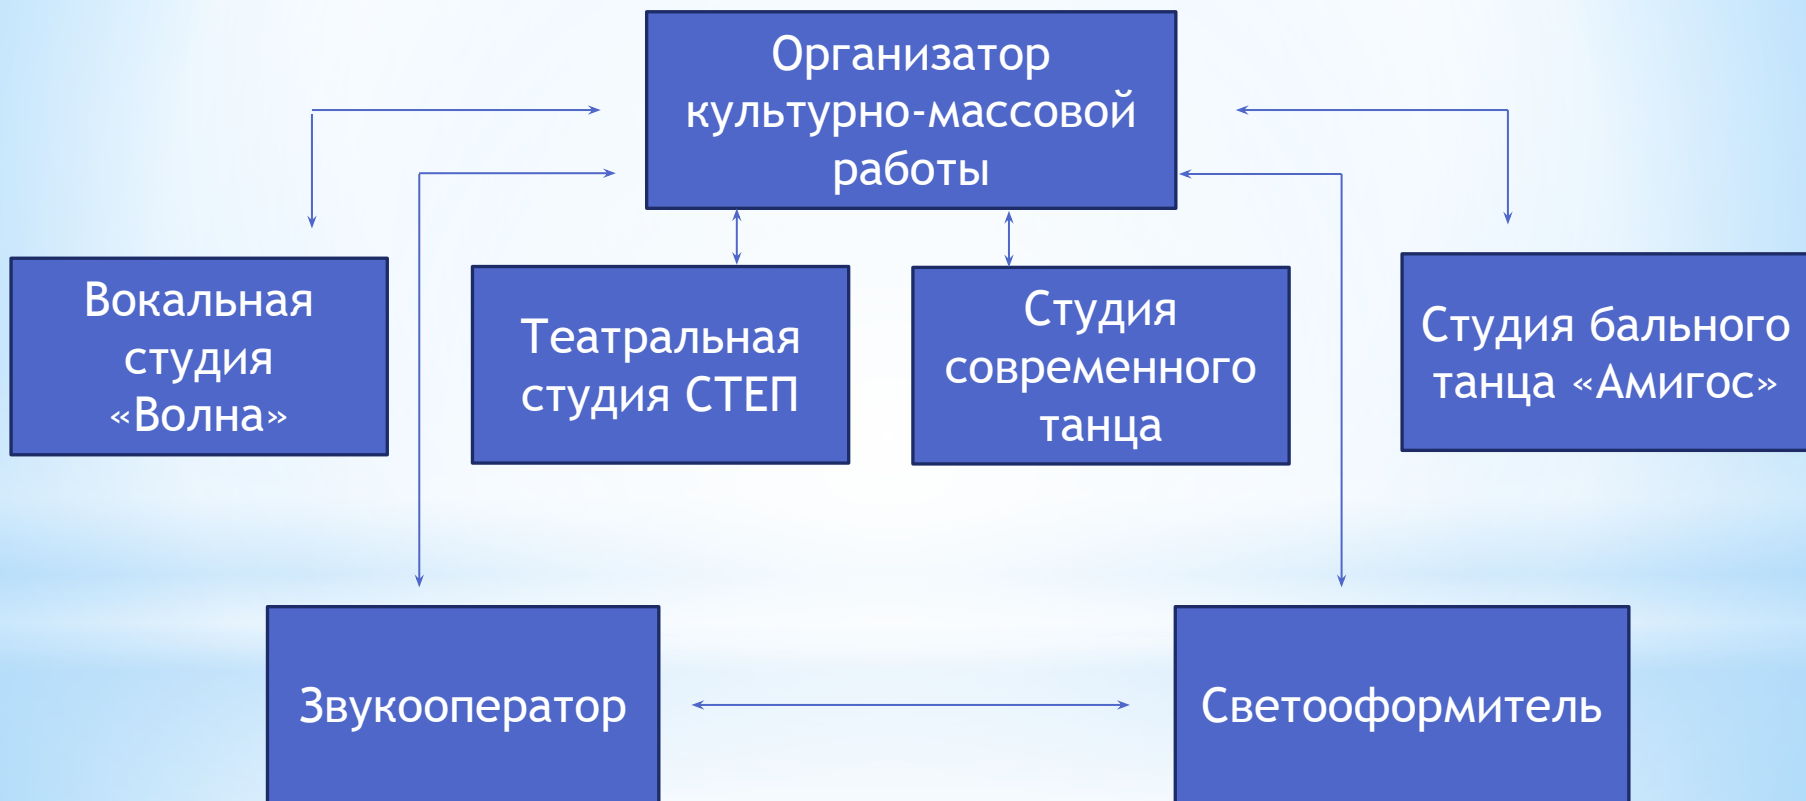 Организатор
культурно-массовой
работы
Вокальная
студия
«Волна»
Театральная
студия СТЕП
Студия
современного
танца
Студия бального
танца «Амигос»
Звукооператор
Светооформитель